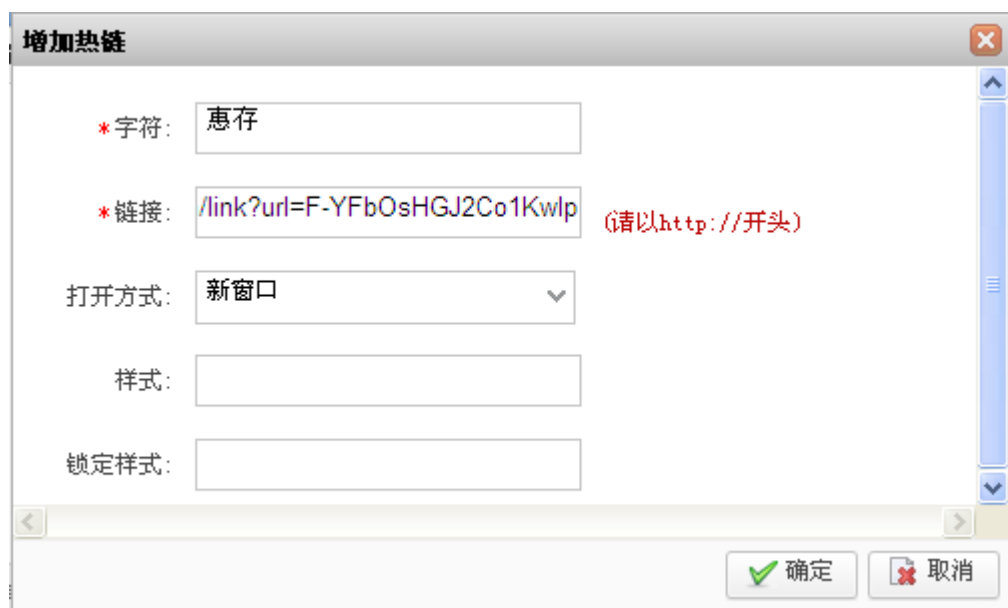 增加热链
*字符: 惠存
*链接: /link?url=F-YFbOsHGJ2Co1Kwlp (请以http://开头)
打开方式: 新窗口
样式:
锁定样式:
确定 取消